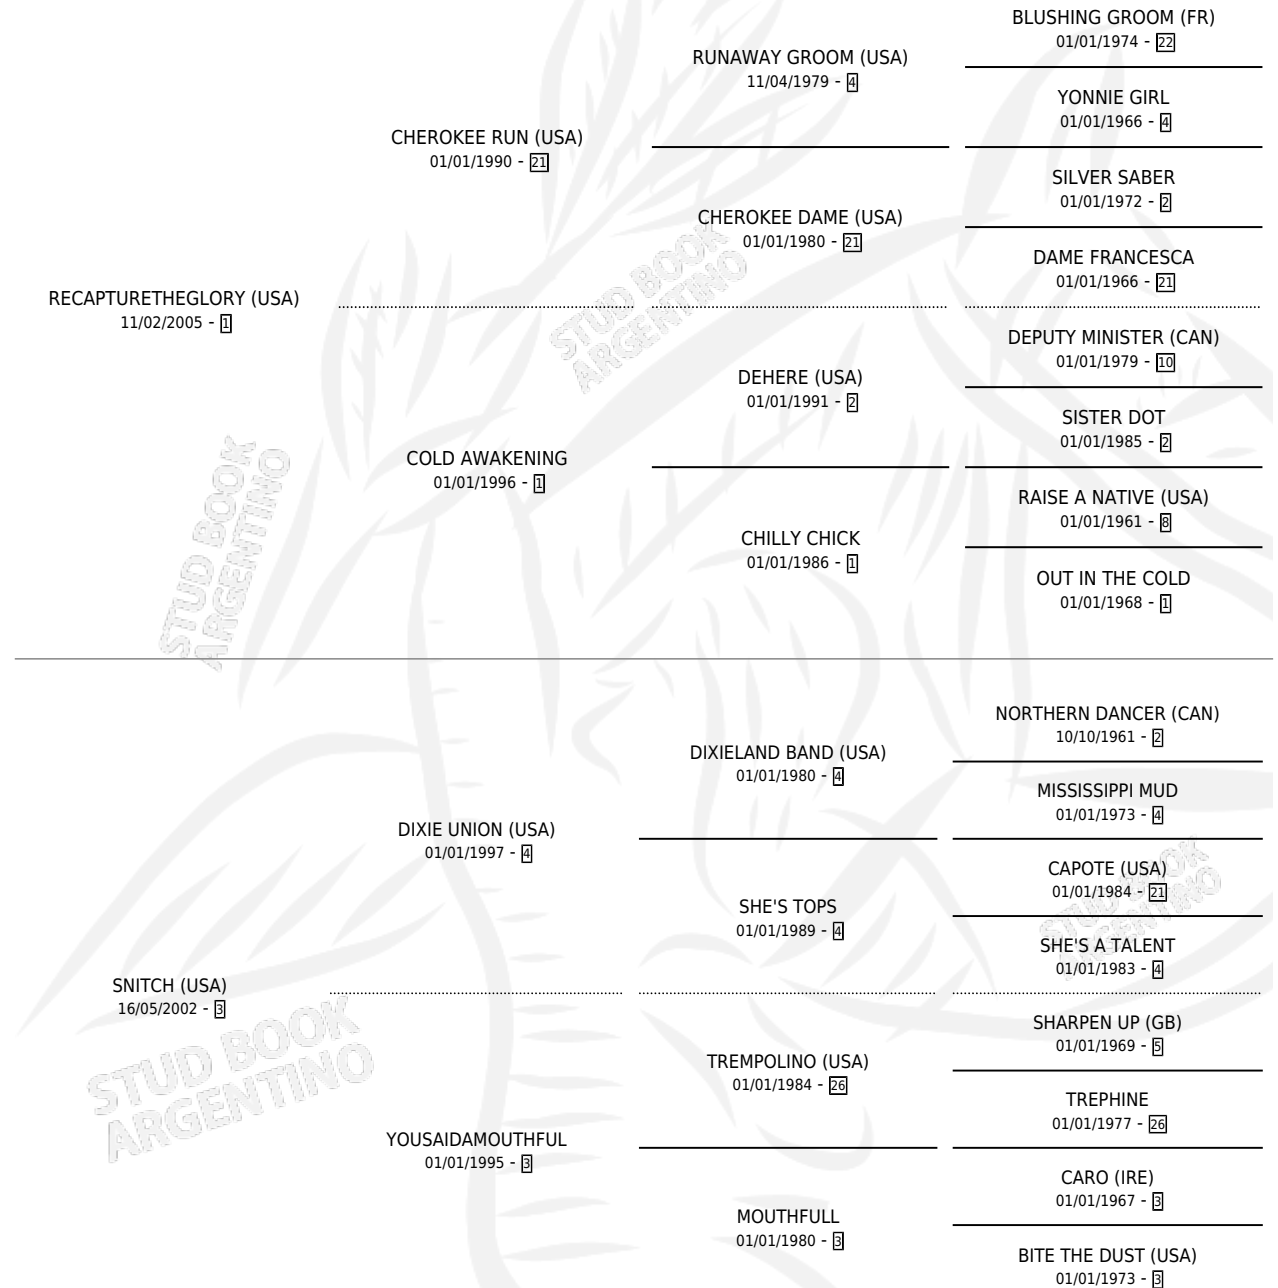 BLUSHING GROOM (FR)
01/01/1974 - 22
RUNAWAY GROOM (USA)
11/04/1979 - 4
YONNIE GIRL
01/01/1966 - 4
CHEROKEE RUN (USA)
01/01/1990 - 21
SILVER SABER
01/01/1972 - 2
CHEROKEE DAME (USA)
01/01/1980 - 21
DAME FRANCESCA
01/01/1966 - 21
RECAPTURETHEGLORY (USA)
11/02/2005 - 1
DEPUTY MINISTER (CAN)
01/01/1979 - 10
DEHERE (USA)
01/01/1991 - 2
SISTER DOT
01/01/1985 - 2
COLD AWAKENING
01/01/1996 - 1
RAISE A NATIVE (USA)
01/01/1961 - 8
CHILLY CHICK
01/01/1986 - 1
OUT IN THE COLD
01/01/1968 - 1
NORTHERN DANCER (CAN)
10/10/1961 - 2
DIXIELAND BAND (USA)
01/01/1980 - 4
MISSISSIPPI MUD
01/01/1973 - 4
DIXIE UNION (USA)
01/01/1997 - 4
CAPOTE (USA)
01/01/1984 - 21
SHE'S TOPS
01/01/1989 - 4
SHE'S A TALENT
01/01/1983 - 4
SNITCH (USA)
16/05/2002 - 3
SHARPEN UP (GB)
01/01/1969 - 5
TREMPOLINO (USA)
01/01/1984 - 26
TREPHINE
01/01/1977 - 26
YOUSAIDAMOUTHFUL
01/01/1995 - 3
CARO (IRE)
01/01/1967 - 3
MOUTHFULL
01/01/1980 - 3
BITE THE DUST (USA)
01/01/1973 - 3
STUD BOOK
ARGENTINO
STUD BOOK
ARGENTINO
STUD BOOK
ARGENTINO
STUD BOOK
ARGENTINO